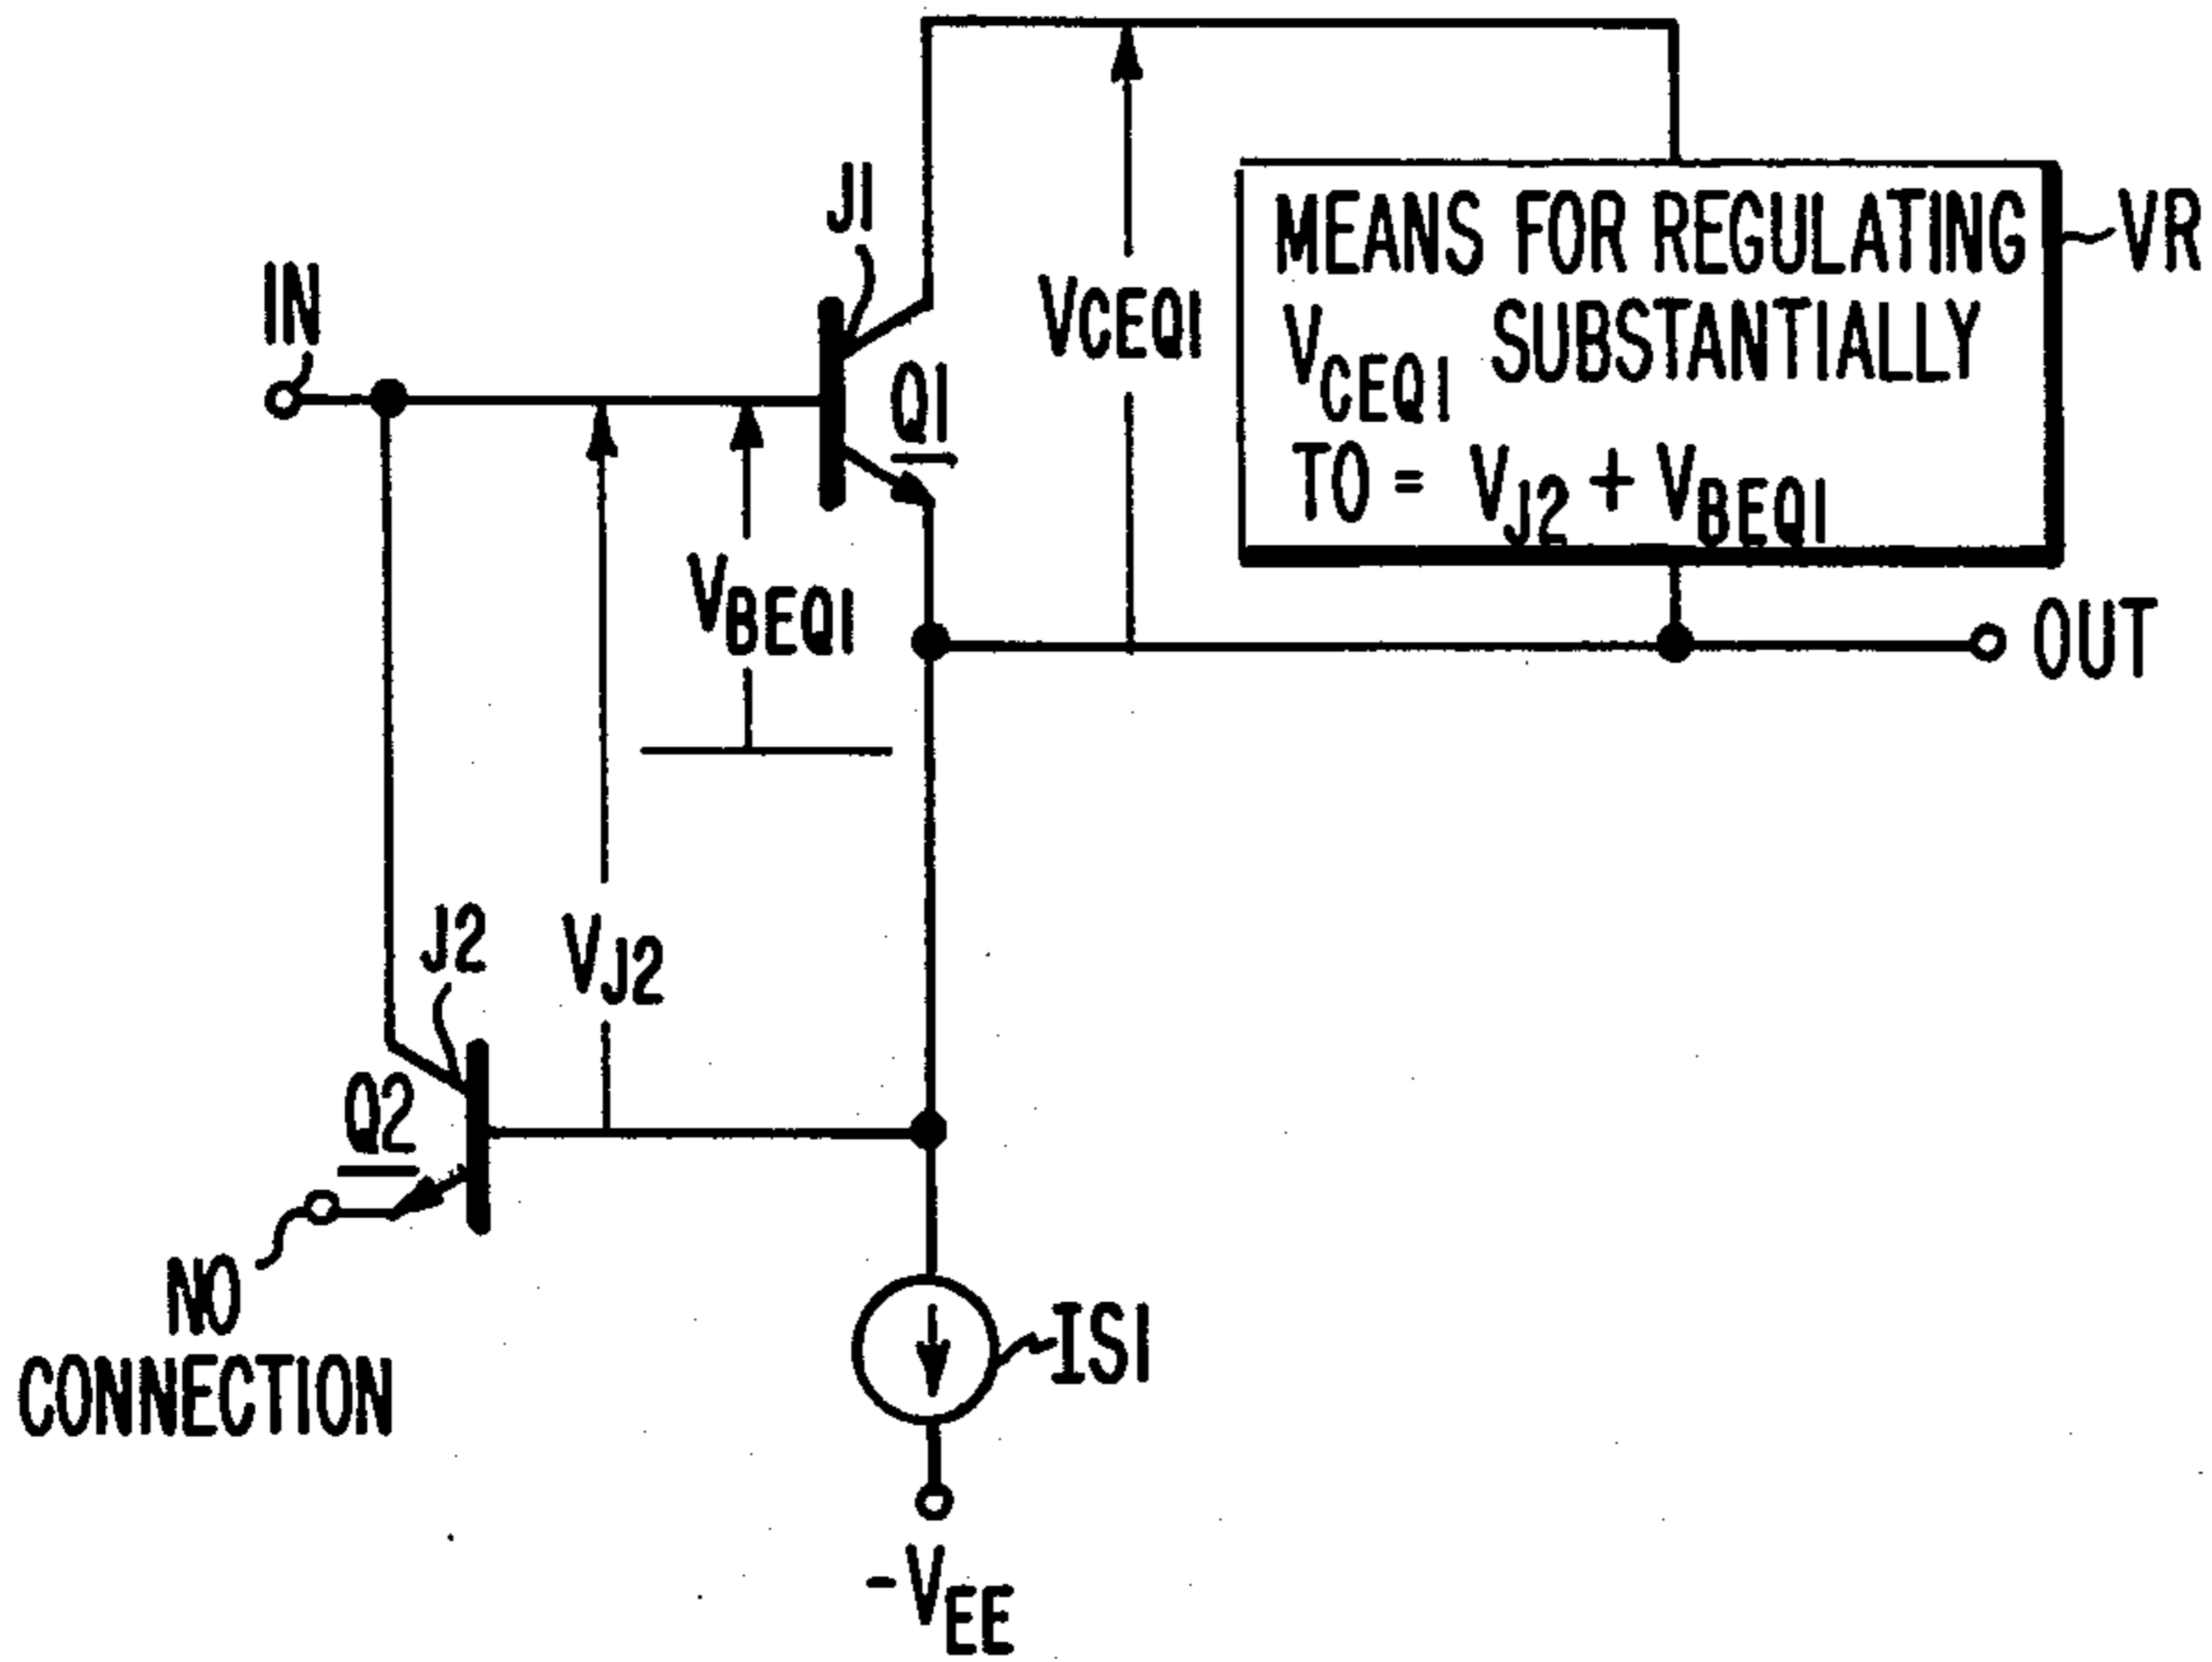 J1
IN
Q1
VCEQ1
MEANS FOR REGULATING
VCEQ1 SUBSTANTIALLY
TO = VJ2 + VBEQ1
VR
VBEQ1
OUT
J2
VJ2
Q2
NO
CONNECTION
IS1
-VEE